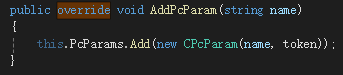 public override void AddPcParam(string name)
{
this.PcParams.Add(new CPcParam(name, token));
}